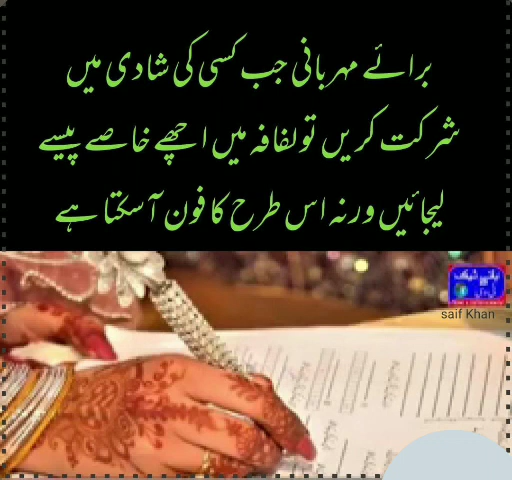 برائے مہربانی جب کسی کی شادی میں
شرکت کریں تو لفافہ میں اچھے خاصے پیسے
لیجائیں ورنہ اس طرح کا فون آ سکتا ہے
saif Khan